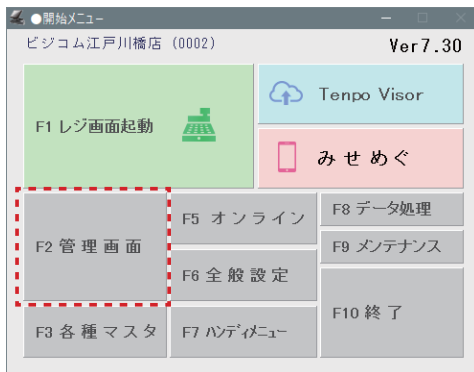 ●開始メニュー
ビジコム江戸川橋店 (0002)
Ver7.30
F1 レジ画面起動
Tenpo Visor
みせめぐ
F2 管理画面
F5 オンライン
F8 データ処理
F9 メンテナンス
F6 全般設定
F10 終了
F3 各種マスタ
F7 ハンディメニュー